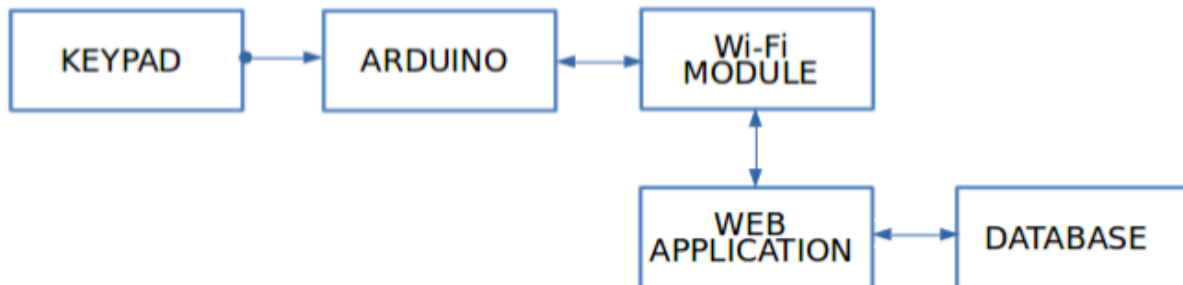 KEYPAD
ARDUINO
Wi-Fi
MODULE
WEB
APPLICATION
DATABASE